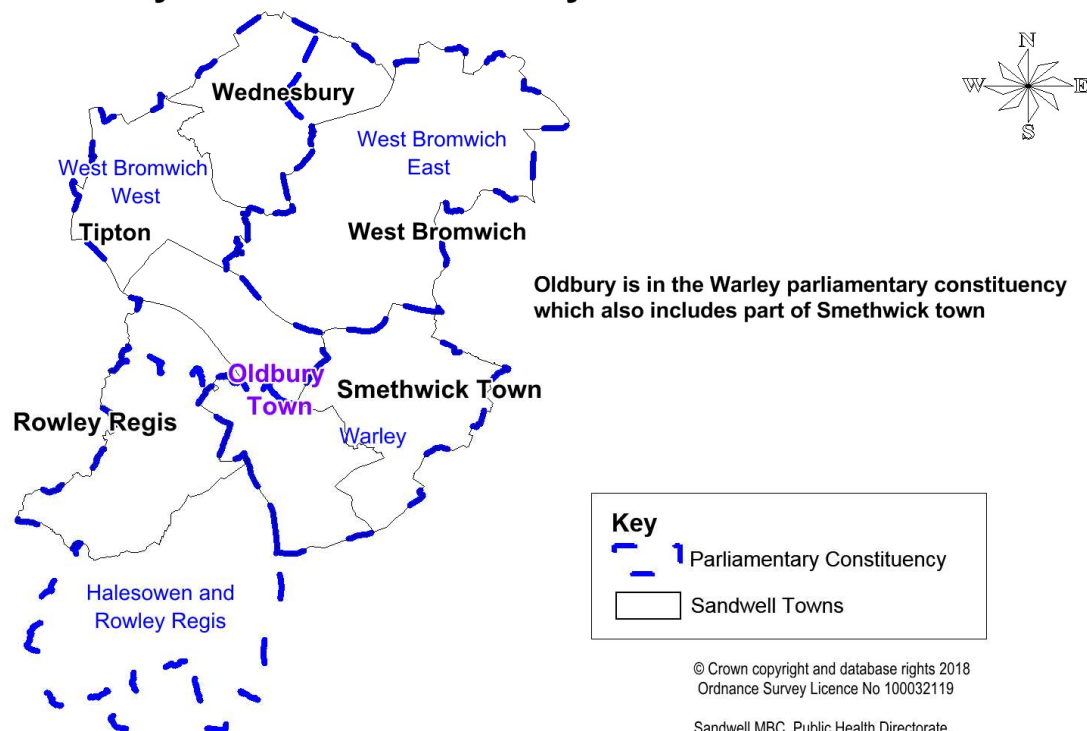 N
W E
S
Wednesbury
West Bromwich
East
West Bromwich
West
Tipton
West Bromwich
Oldbury is in the Warley parliamentary constituency
which also includes part of Smethwick town
Oldbury
Town
Smethwick Town
Rowley Regis
Warley
Key
Parliamentary Constituency
Sandwell Towns
Halesowen and
Rowley Regis
© Crown copyright and database rights 2018
Ordnance Survey Licence No 100032119
Sandwell MBC, Public Health Directorate